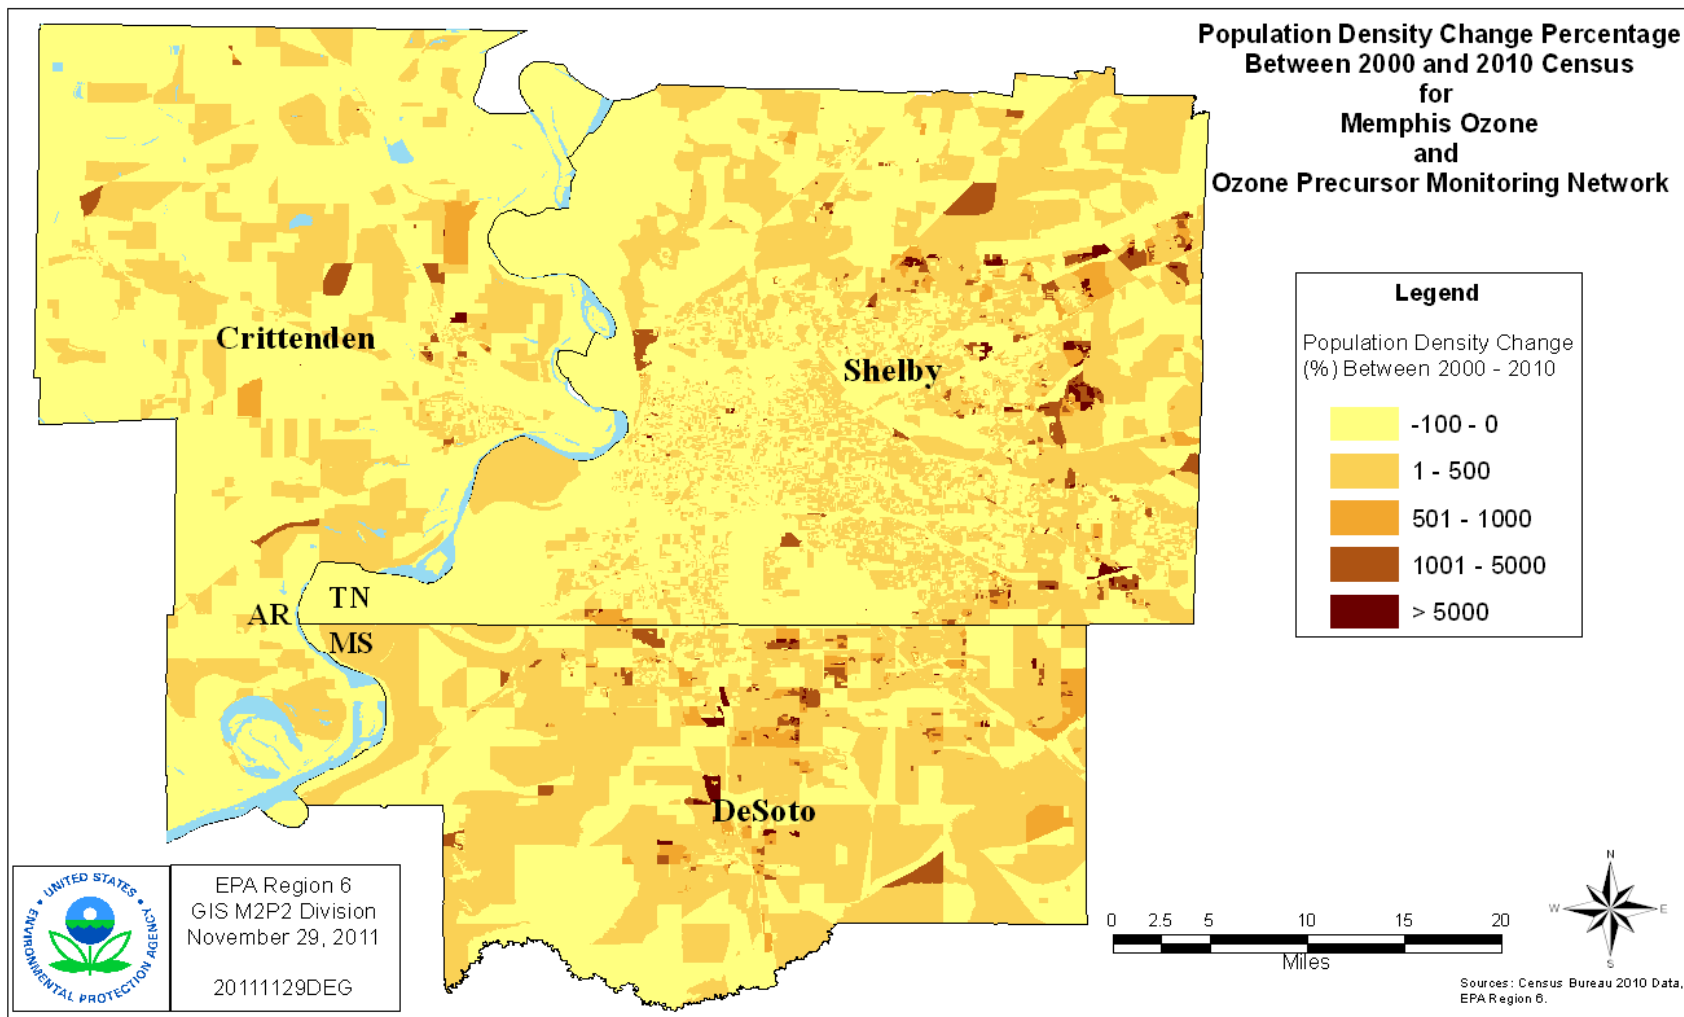 Population Density Change Percentage
Between 2000 and 2010 Census
for
Memphis Ozone
and
Ozone Precursor Monitoring Network
Legend
Population Density Change
(%) Between 2000 - 2010
-100 - 0
1 - 500
501 - 1000
1001 - 5000
> 5000
Crittenden
Shelby
TN
AR
MS
DeSoto
UNITED STATES
ENVIRONMENTAL PROTECTION AGENCY
EPA Region 6
GIS M2P2 Division
November 29, 2011
20111129DEG
0 2.5 5 10 15 20
Miles
N
W E
S
Sources: Census Bureau 2010 Data,
EPA Region 6.